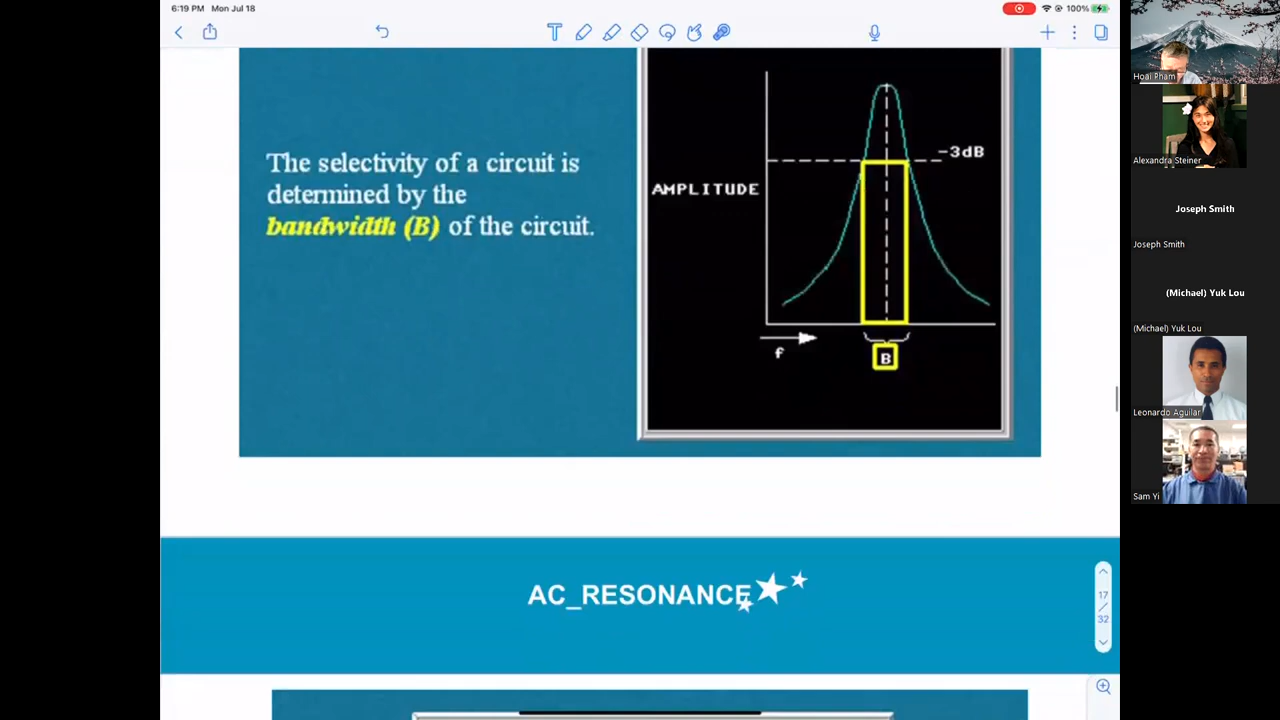 6:19 PM Mon Jul 18
100%
The selectivity of a circuit is
determined by the
bandwidth (B) of the circuit.
-3dB
AMPLITUDE
f
B
AC_RESONANCE
17
/
32
Hoai Pham
Alexandra Steiner
Joseph Smith
Joseph Smith
(Michael) Yuk Lou
(Michael) Yuk Lou
Leonardo Aguilar
Sam Yi